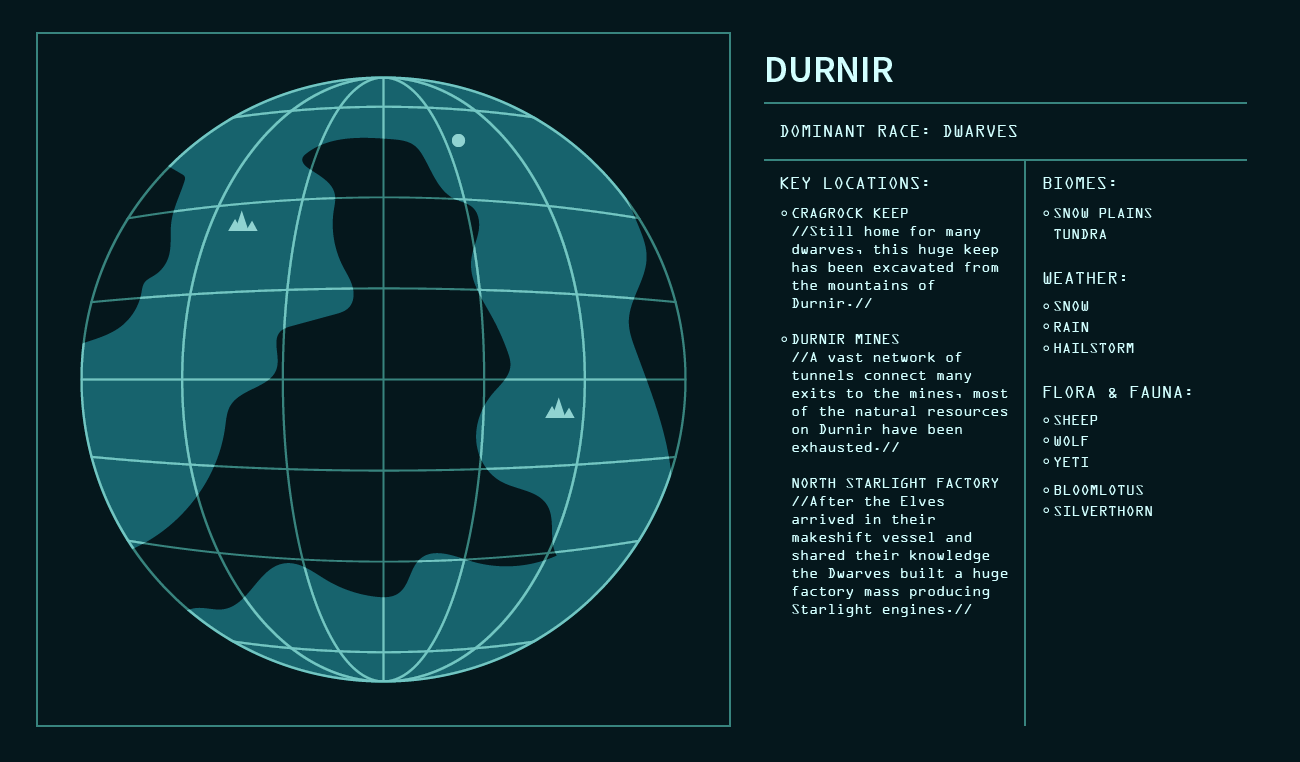 DURNIR
DOMINANT RACE: DWARVES
KEY LOCATIONS:
CRAGROCK KEEP
//Still home for many
dwarves, this huge keep
has been excavated from
the mountains of
Durnir.//
DURNIR MINES
//A vast network of
tunnels connect many
exits to the mines, most
of the natural resources
on Durnir have been
exhausted.//
NORTH STARLIGHT FACTORY
//After the Elves
arrived in their
makeshift vessel and
shared their knowledge
the Dwarves built a huge
factory mass producing
Starlight engines.//
BIOMES:
SNOW PLAINS
TUNDRA
WEATHER:
SNOW
RAIN
HAILSTORM
FLORA & FAUNA:
SHEEP
WOLF
YETI
BLOOMLOTUS
SILVERTHORN